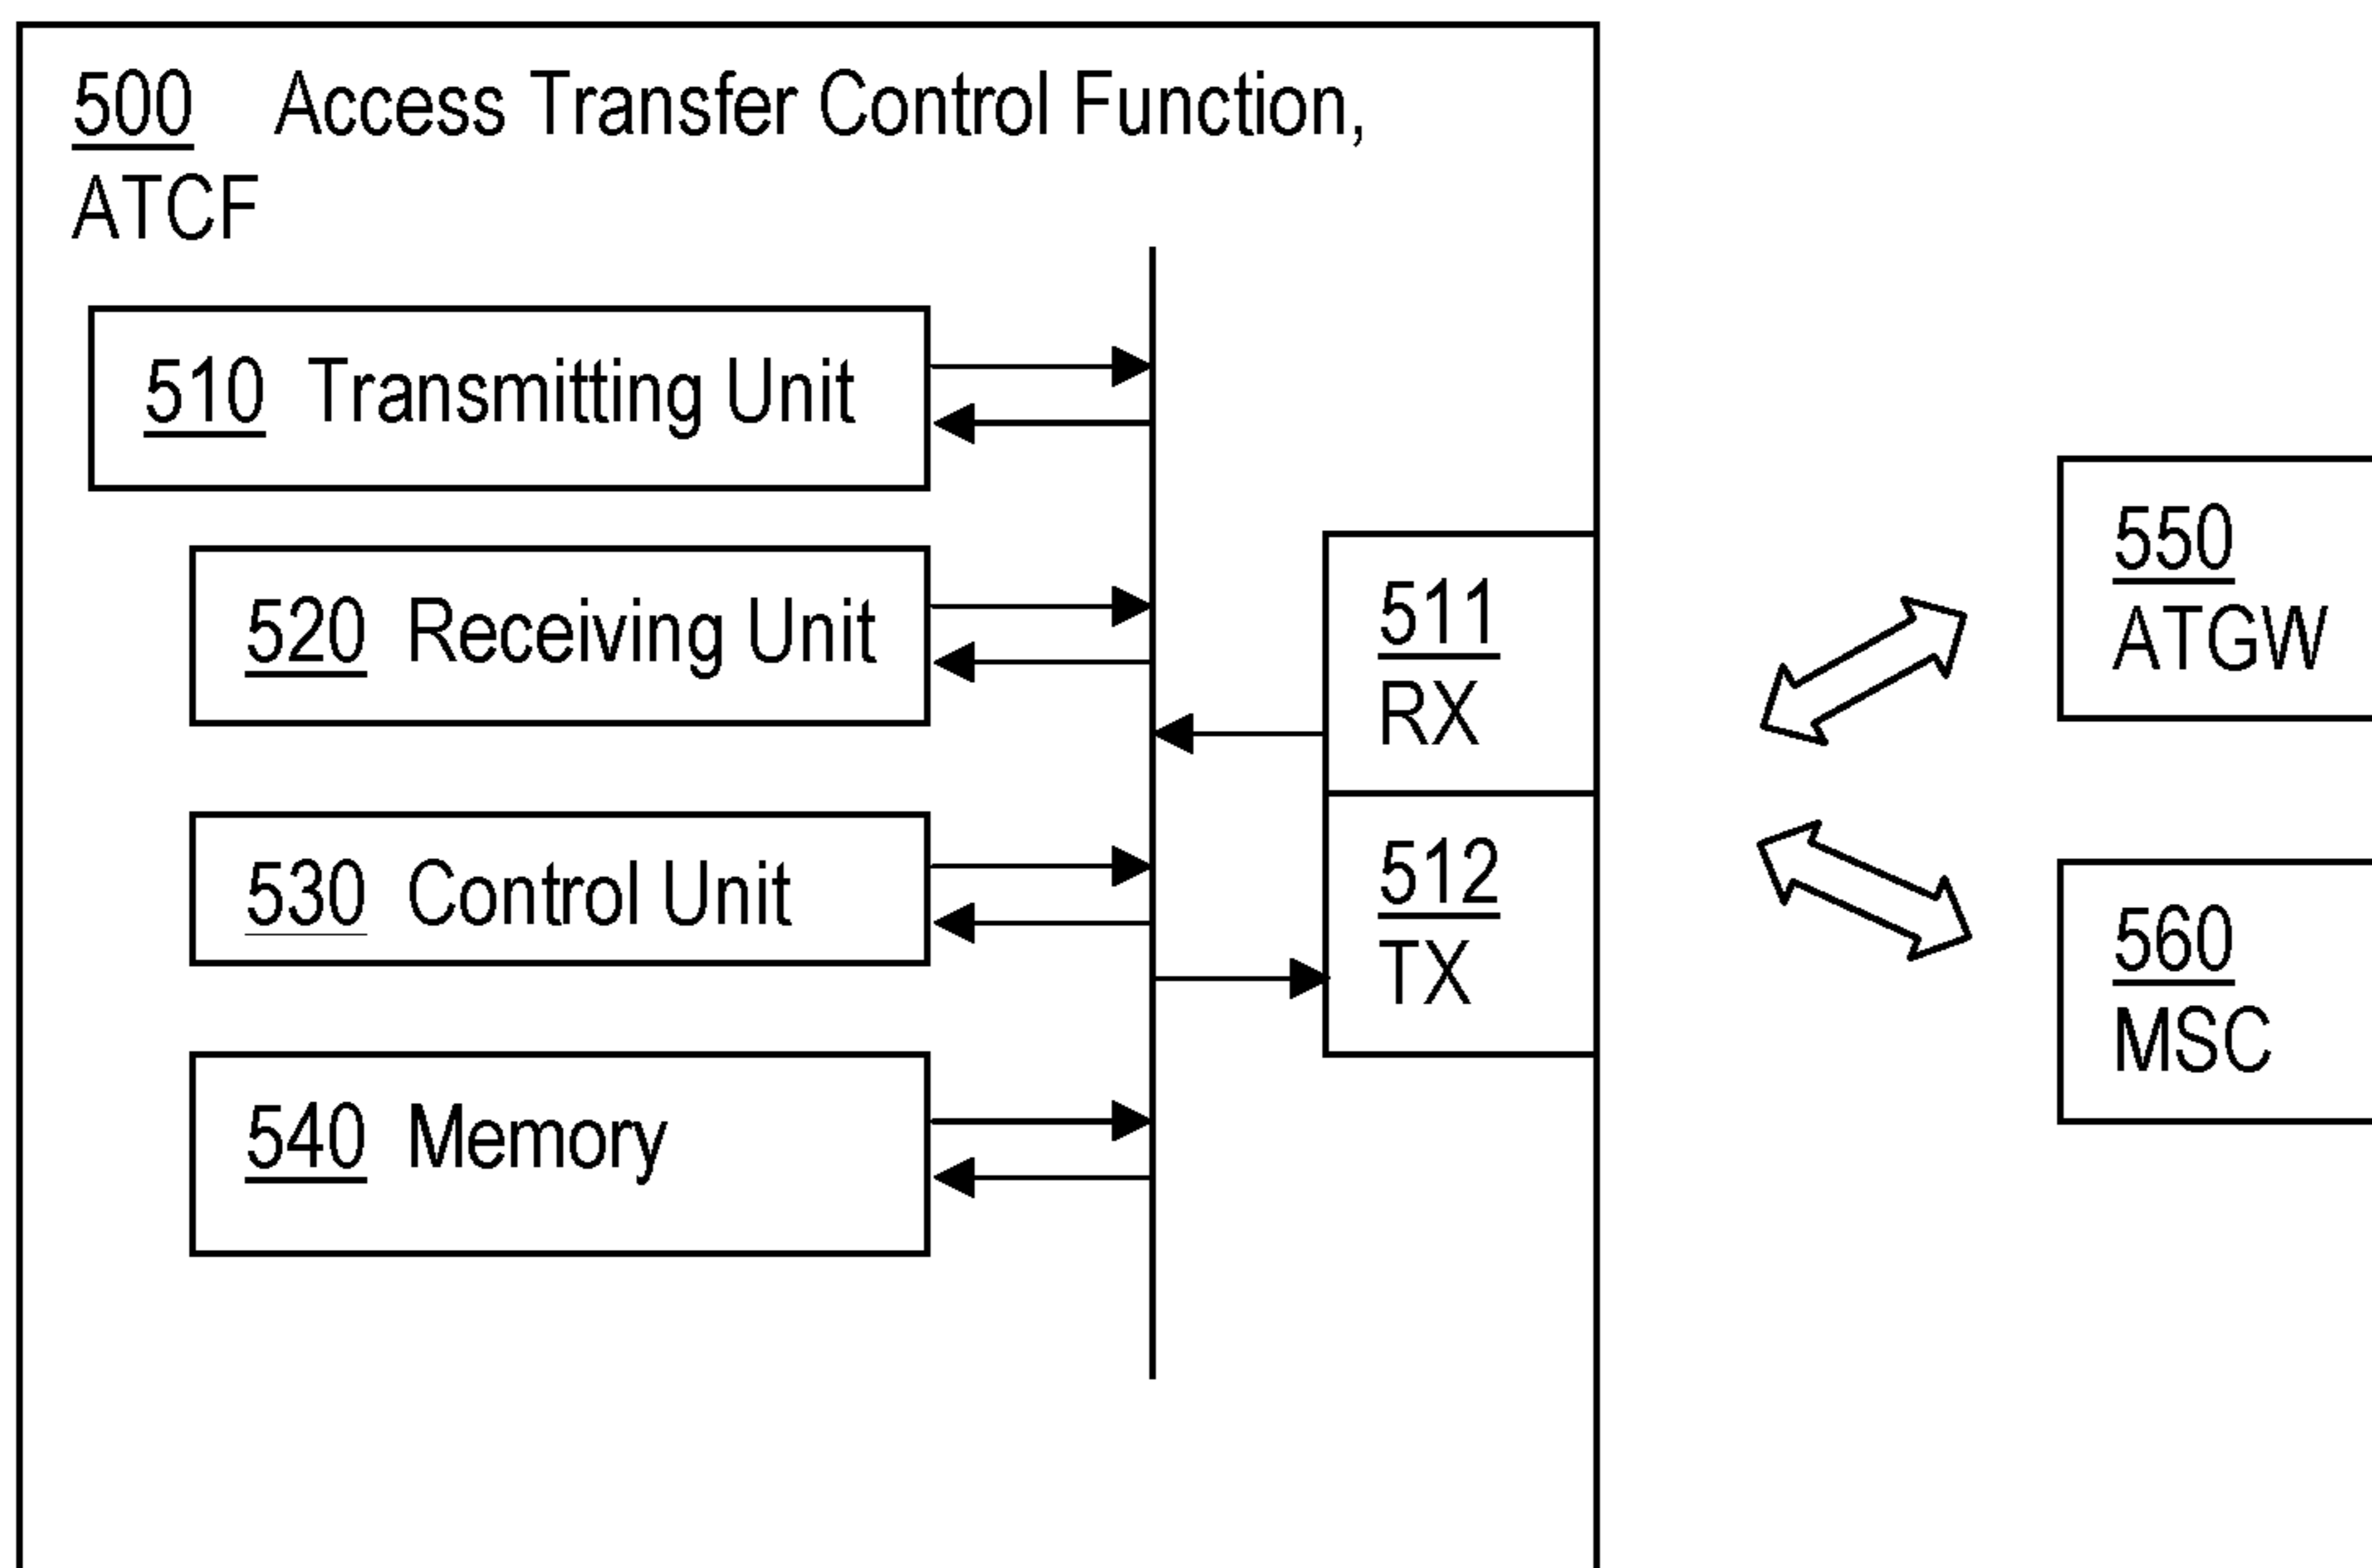 500 Access Transfer Control Function,
ATCF
510 Transmitting Unit
520 Receiving Unit
530 Control Unit
540 Memory
511
RX
512
TX
550
ATGW
560
MSC